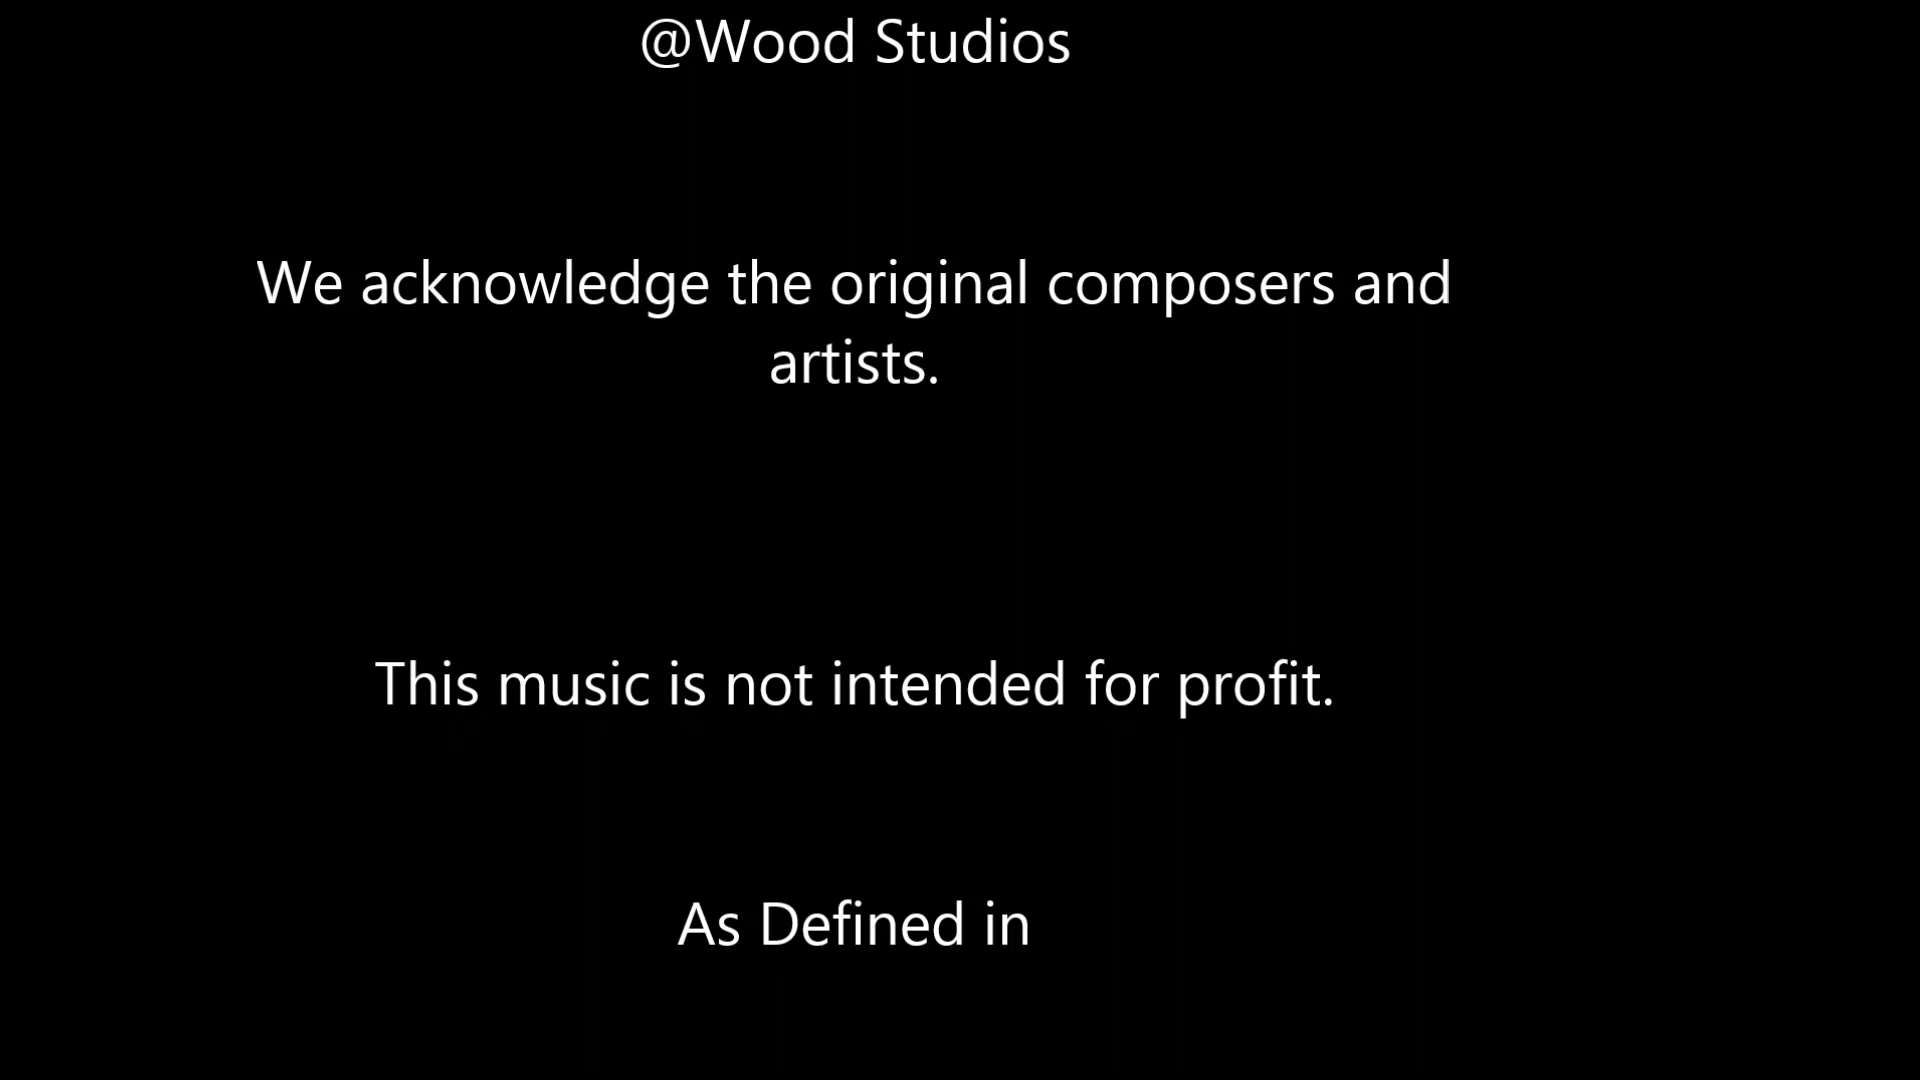 @Wood Studios
We acknowledge the original composers and
artists.
This music is not intended for profit.
As Defined in